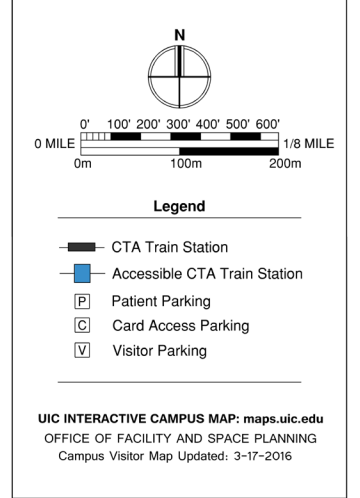 N
0' 100' 200' 300' 400' 500' 600'
0 MILE 1/8 MILE
0m 100m 200m
Legend
CTA Train Station
Accessible CTA Train Station
P Patient Parking
C Card Access Parking
V Visitor Parking
UIC INTERACTIVE CAMPUS MAP: maps.uic.edu
OFFICE OF FACILITY AND SPACE PLANNING
Campus Visitor Map Updated: 3-17-2016